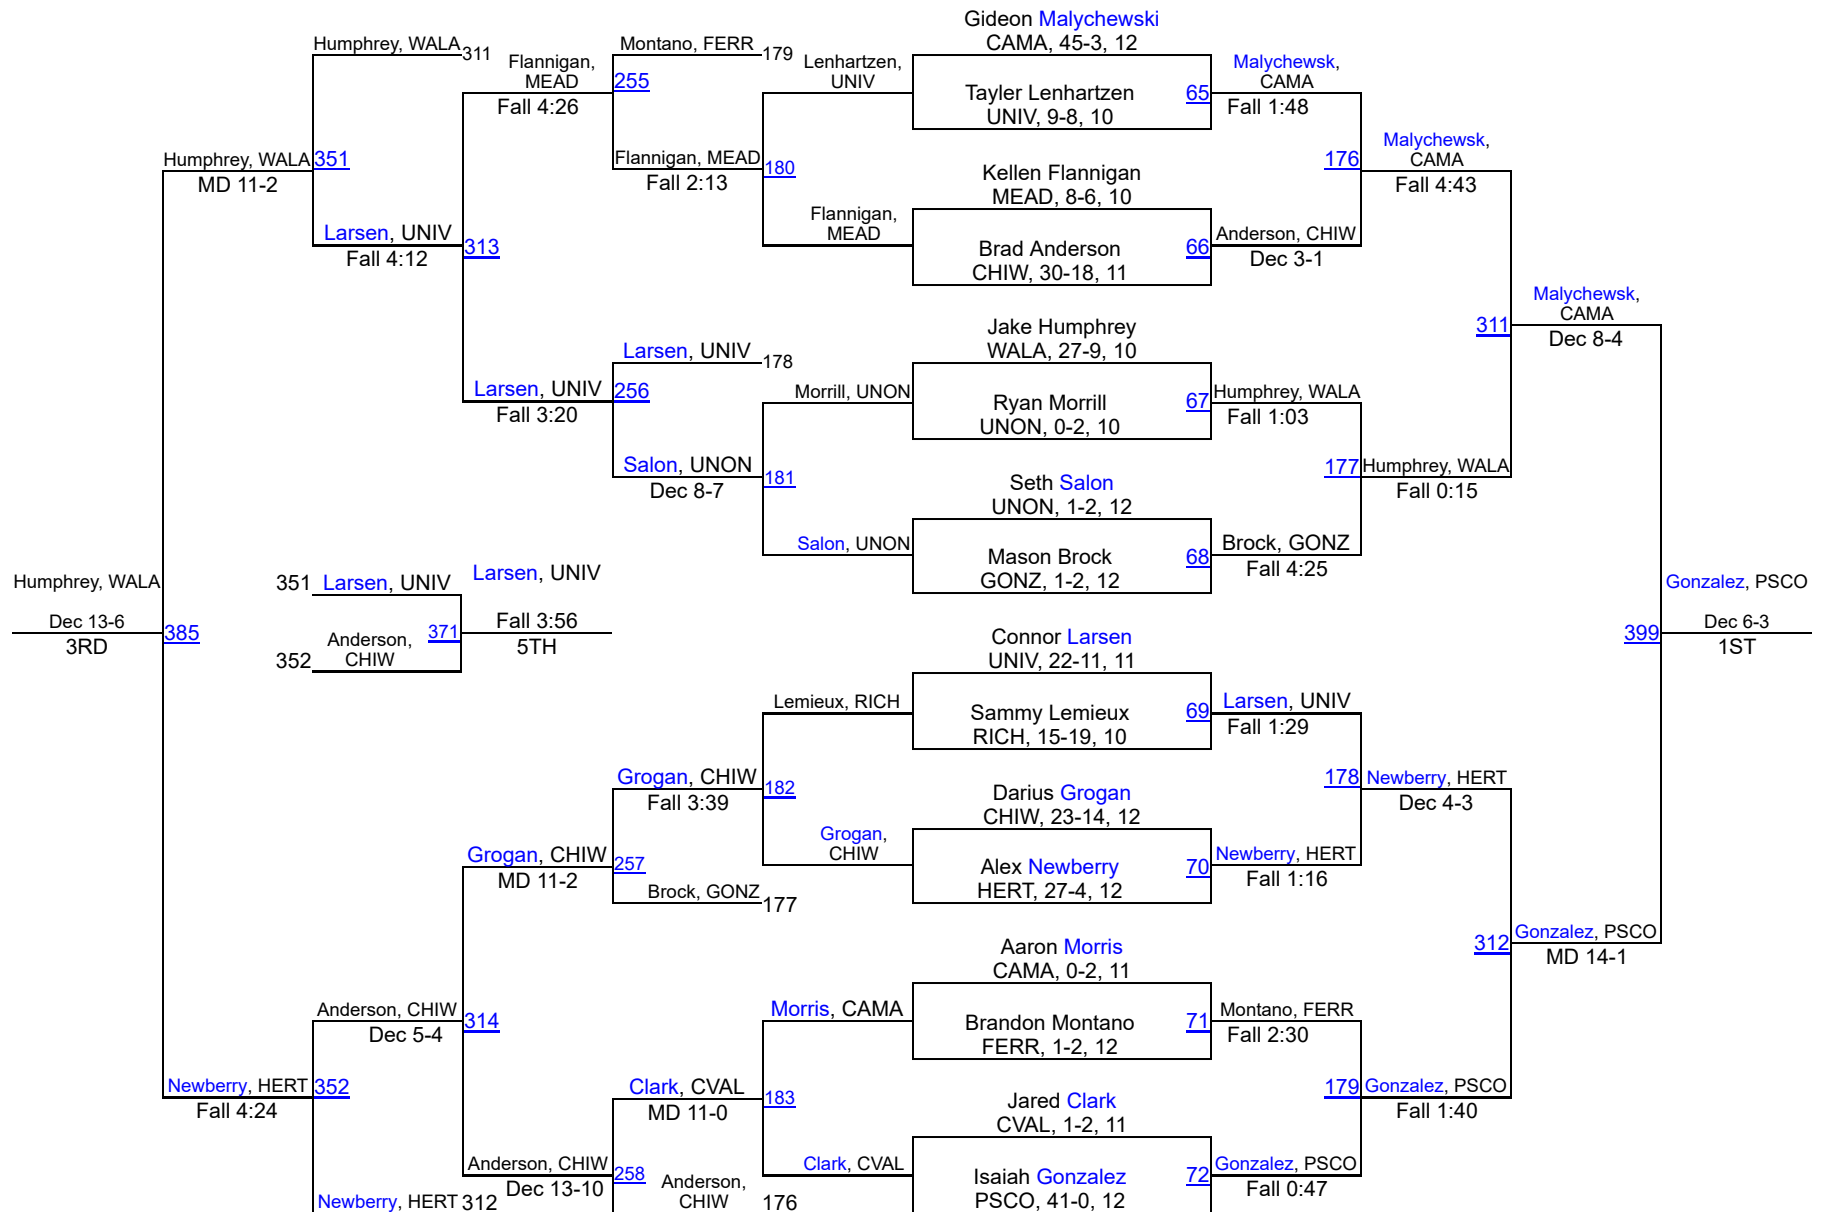 Gideon Malychewski
CAMA, 45-3, 12
Humphrey, WALA
311
Flannigan,
MEAD
Fall 4:26
Montano, FERR
179
255
Lenhartzen,
UNIV
Tayler Lenhartzen
UNIV, 9-8, 10
65
Malychewsk,
CAMA
Fall 1:48
Humphrey, WALA
MD 11-2
351
Flannigan, MEAD
Fall 2:13
180
Kellen Flannigan
MEAD, 8-6, 10
176
Malychewsk,
CAMA
Fall 4:43
Larsen, UNIV
Fall 4:12
313
Flannigan,
MEAD
Brad Anderson
CHIW, 30-18, 11
66
Anderson, CHIW
Dec 3-1
Jake Humphrey
WALA, 27-9, 10
311
Malychewsk,
CAMA
Dec 8-4
Larsen, UNIV
178
Larsen, UNIV
Fall 3:20
256
Morrill, UNON
Ryan Morrill
UNON, 0-2, 10
67
Humphrey, WALA
Fall 1:03
Salon, UNON
Dec 8-7
181
Seth Salon
UNON, 1-2, 12
177
Humphrey, WALA
Fall 0:15
Salon, UNON
Mason Brock
GONZ, 1-2, 12
68
Brock, GONZ
Fall 4:25
Humphrey, WALA
Dec 13-6
3RD
385
351
Larsen, UNIV
Larsen, UNIV
Anderson,
CHIW
352
371
Fall 3:56
5TH
Gonzalez, PSCO
399
Dec 6-3
1ST
Connor Larsen
UNIV, 22-11, 11
Lemieux, RICH
Sammy Lemieux
RICH, 15-19, 10
69
Larsen, UNIV
Fall 1:29
Grogan, CHIW
Fall 3:39
182
Darius Grogan
CHIW, 23-14, 12
178
Newberry, HERT
Dec 4-3
Grogan, CHIW
MD 11-2
257
Grogan,
CHIW
Alex Newberry
HERT, 27-4, 12
70
Newberry, HERT
Fall 1:16
Brock, GONZ
177
Aaron Morris
CAMA, 0-2, 11
312
Gonzalez, PSCO
MD 14-1
Anderson, CHIW
Dec 5-4
314
Morris, CAMA
Brandon Montano
FERR, 1-2, 12
71
Montano, FERR
Fall 2:30
Newberry, HERT
Fall 4:24
352
Clark, CVAL
MD 11-0
183
Jared Clark
CVAL, 1-2, 11
179
Gonzalez, PSCO
Fall 1:40
Anderson, CHIW
Dec 13-10
258
Clark, CVAL
Isaiah Gonzalez
PSCO, 41-0, 12
72
Gonzalez, PSCO
Fall 0:47
Newberry, HERT
312
Anderson,
CHIW
176